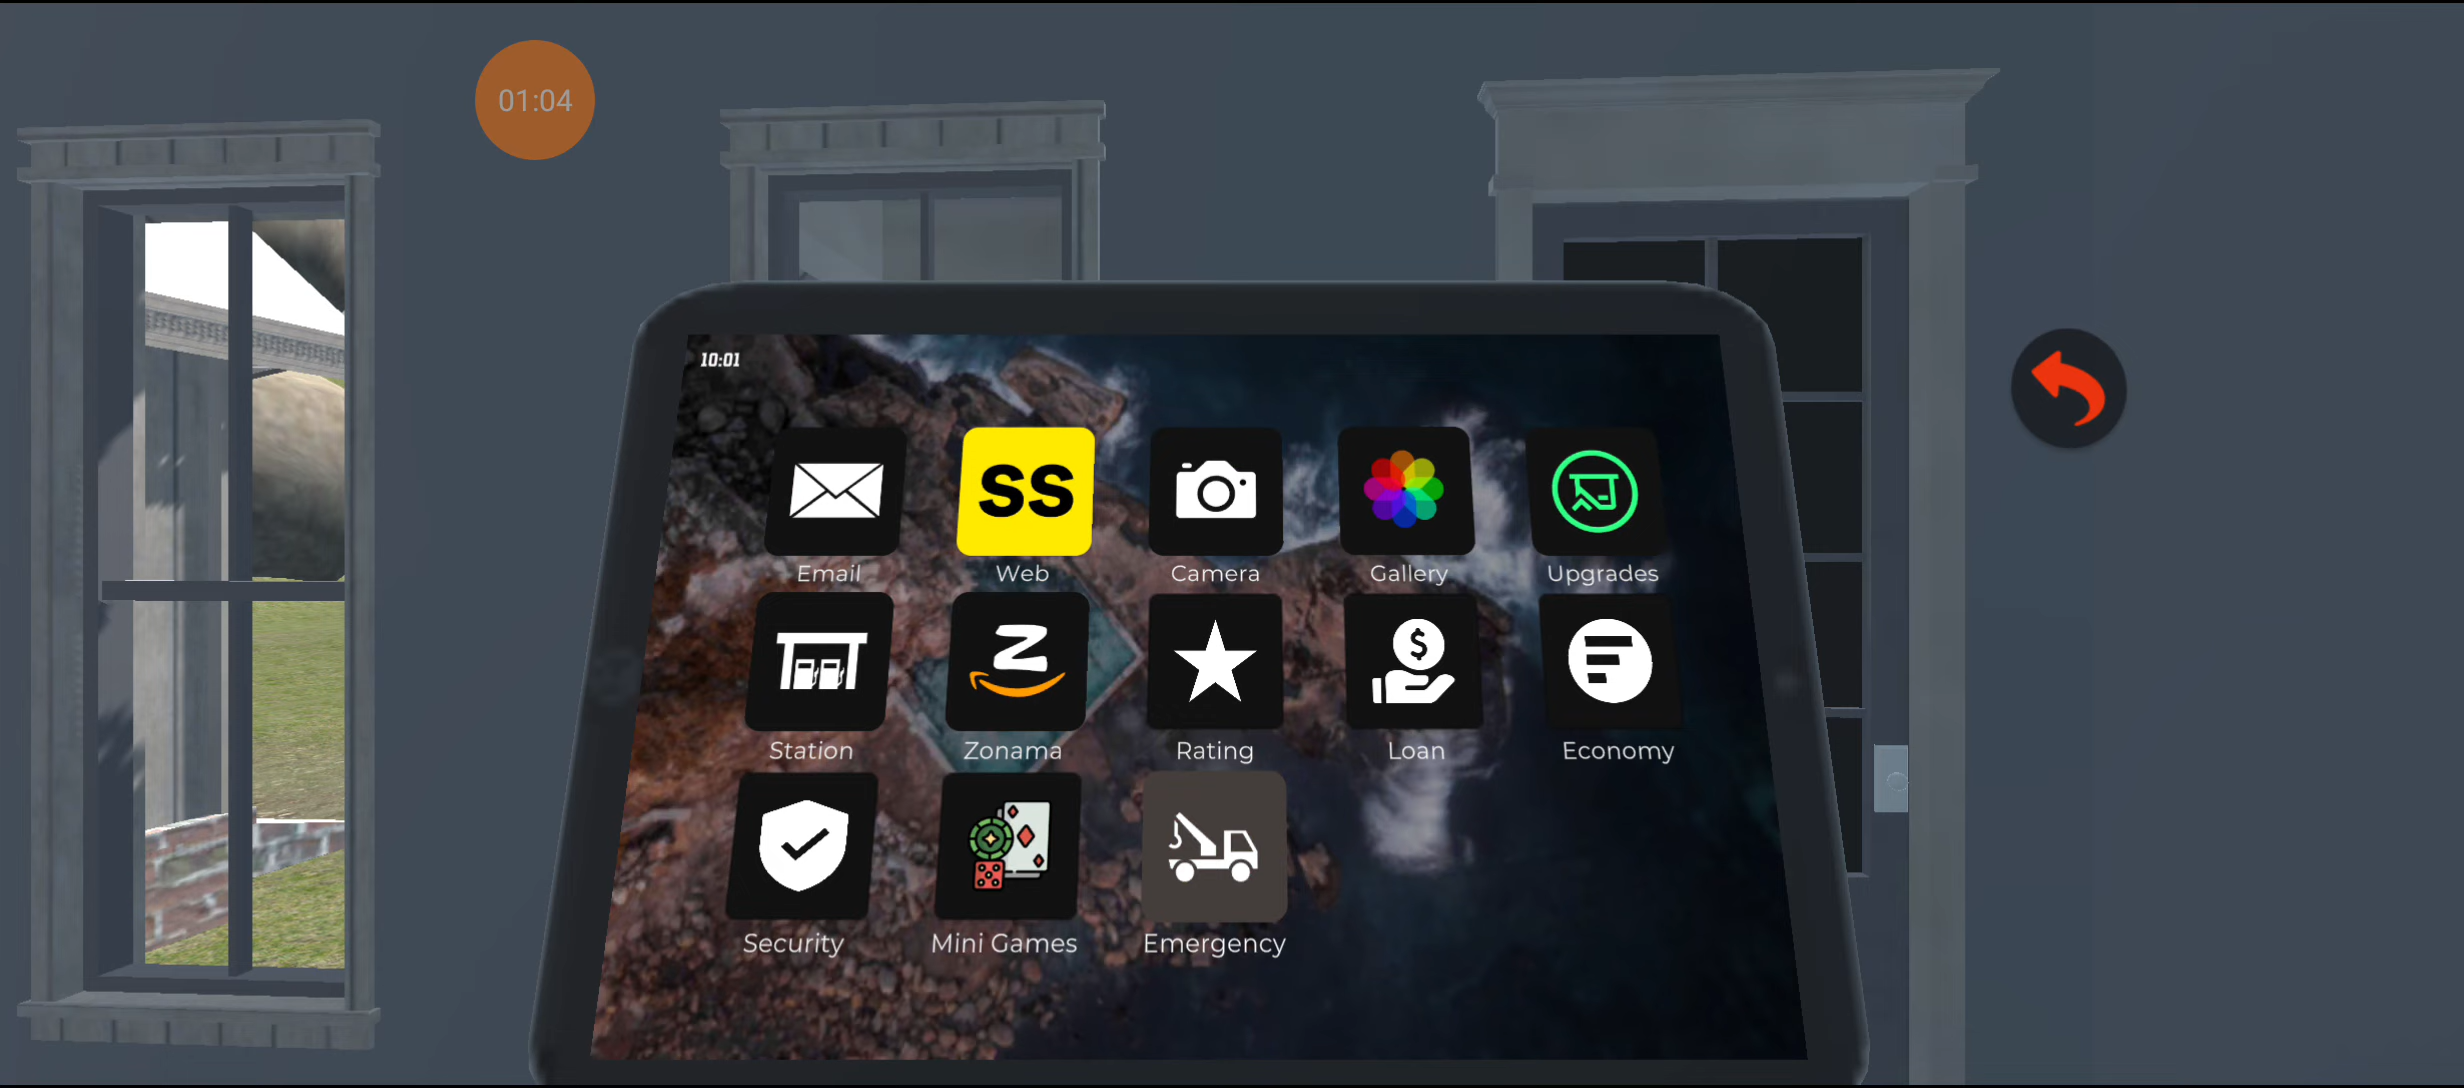 01:04
10:01
SS
Email Web Camera Gallery Upgrades
Z
$
Station Zonama Rating Loan Economy
Security Mini Games Emergency